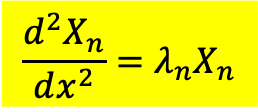 d²Xₙ/dx² = λₙXₙ